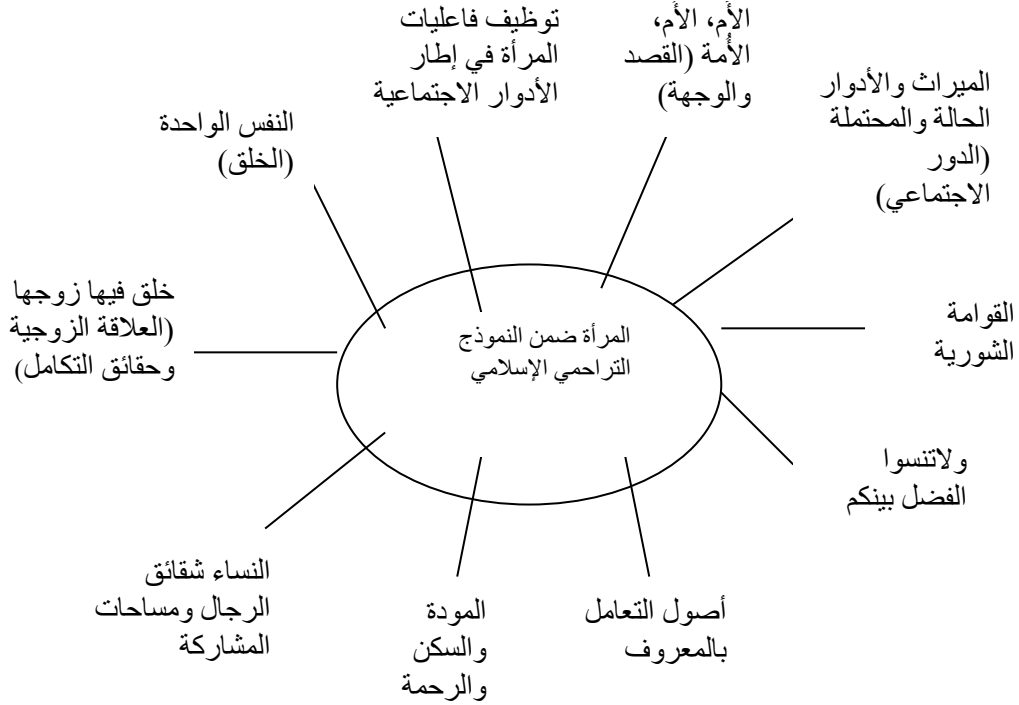 الأَم، الأُم،
الأُمة (القصد
والوجهة)
توظيف فاعليات
المرأة في إطار
الأدوار الاجتماعية
الميراث والأدوار
الحالة والمحتملة
(الدور
الاجتماعي)
النفس الواحدة
(الخلق)
القوامة
الشورية
خلق فيها زوجها
(العلاقة الزوجية
وحقائق التكامل)
المرأة ضمن النموذج
التراحمي الإسلامي
ولاتنسوا
الفضل بينكم
أصول التعامل
بالمعروف
المودة
والسكن
والرحمة
النساء شقائق
الرجال ومساحات
المشاركة